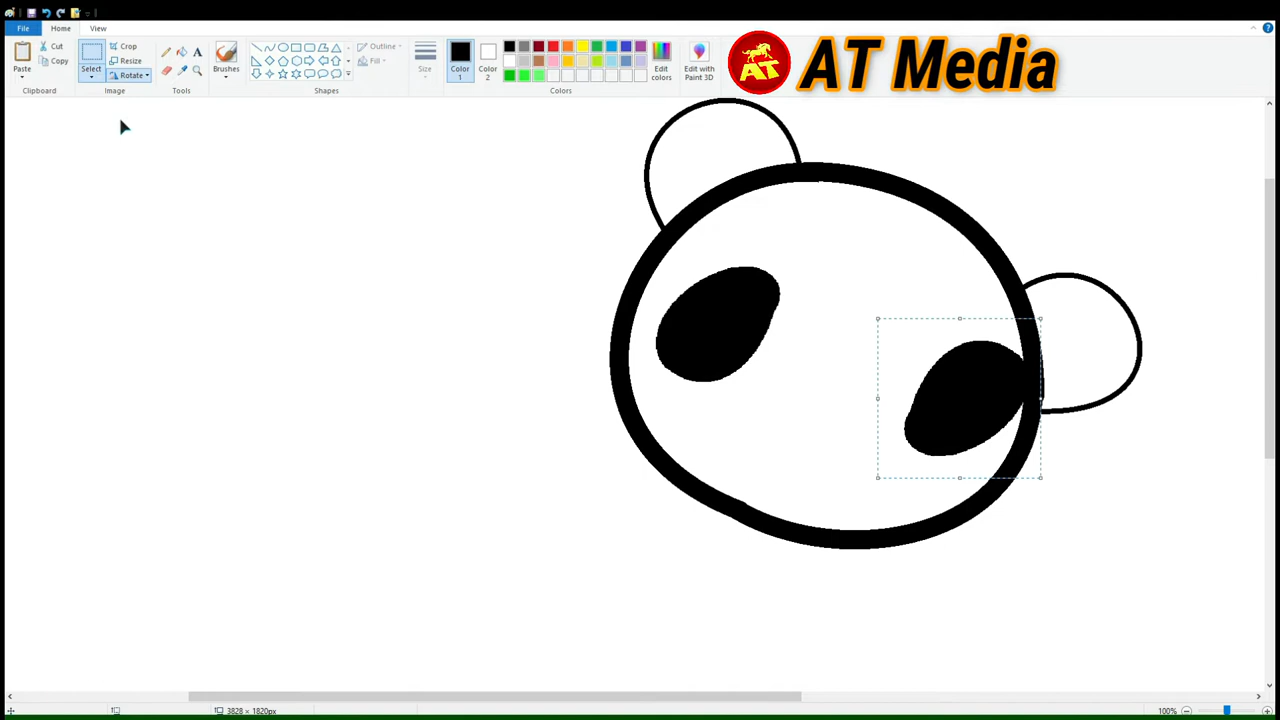 File Home View
Paste Cut Copy Clipboard
Select Crop Resize Rotate Image
Tools
Brushes
Shapes Outline Fill
Size
Color 1
Color 2
Edit colors
Colors
Edit with Paint 3D
AT AT Media
3828 × 1820px
100%